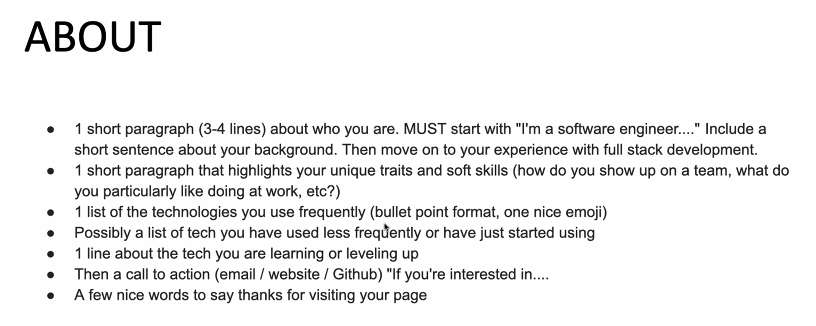 ABOUT
● 1 short paragraph (3-4 lines) about who you are. MUST start with "I'm a software engineer...." Include a
short sentence about your background. Then move on to your experience with full stack development.
● 1 short paragraph that highlights your unique traits and soft skills (how do you show up on a team, what do
you particularly like doing at work, etc?)
● 1 list of the technologies you use frequently (bullet point format, one nice emoji)
● Possibly a list of tech you have used less frequently or have just started using
● 1 line about the tech you are learning or leveling up
● Then a call to action (email / website / Github) "If you're interested in....
● A few nice words to say thanks for visiting your page